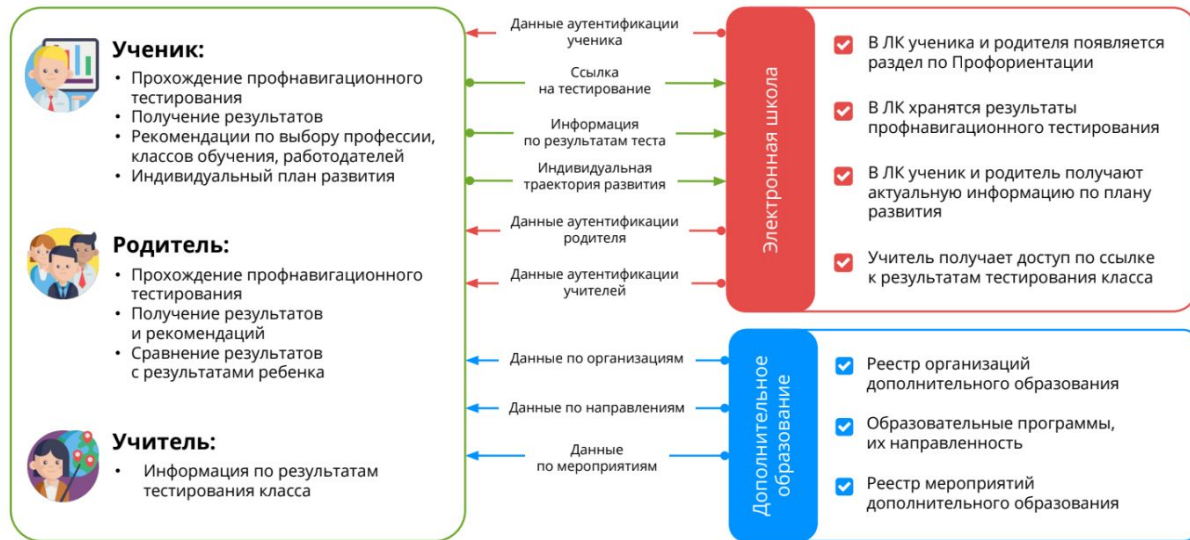 Ученик:
• Прохождение профнавигационного
тестирования
• Получение результатов
• Рекомендации по выбору профессии,
классов обучения, работодателей
• Индивидуальный план развития
Родитель:
• Прохождение профнавигационного
тестирования
• Получение результатов
и рекомендаций
• Сравнение результатов
с результатами ребенка
Учитель:
• Информация по результатам
тестирования класса
Данные аутентификации
ученика
Ссылка
на тестирование
Информация
по результатам теста
Индивидуальная
траектория развития
Данные аутентификации
родителя
Данные аутентификации
учителей
Данные по организациям
Данные по направлениям
Данные
по мероприятиям
Электронная школа
В ЛК ученика и родителя появляется
раздел по Профориентации
В ЛК хранятся результаты
профнавигационного тестирования
В ЛК ученик и родитель получают
актуальную информацию по плану
развития
Учитель получает доступ по ссылке
к результатам тестирования класса
Дополнительное
образование
Реестр организаций
дополнительного образования
Образовательные программы,
их направленность
Реестр мероприятий
дополнительного образования